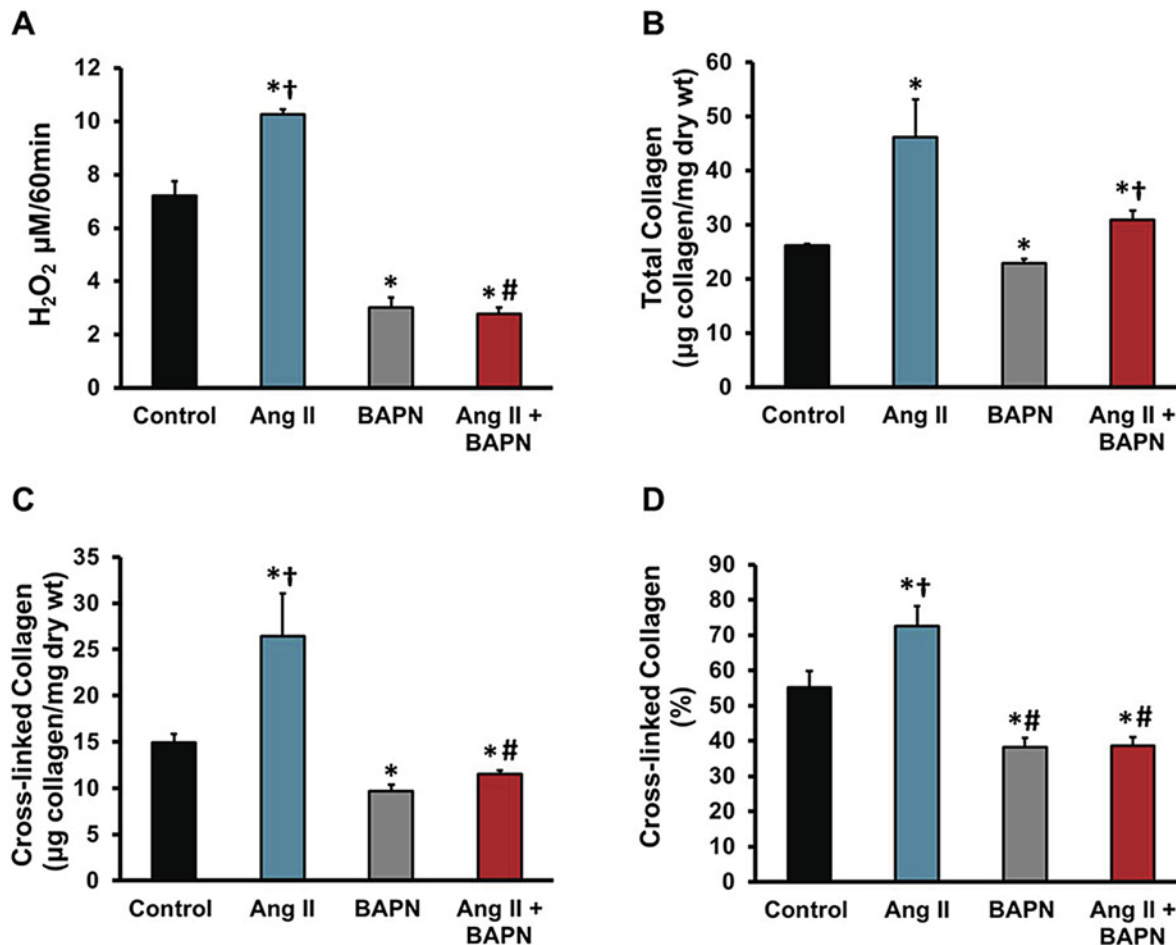 A
H₂O₂ µM/60min
12
10
8
6
4
2
0
*†
*
*#
Control
Ang II
BAPN
Ang II +
BAPN
B
Total Collagen
(µg collagen/mg dry wt)
60
50
40
30
20
10
0
*
*
*†
Control
Ang II
BAPN
Ang II +
BAPN
C
Cross-linked Collagen
(µg collagen/mg dry wt)
35
30
25
20
15
10
5
0
*†
*
*#
Control
Ang II
BAPN
Ang II +
BAPN
D
Cross-linked Collagen
(%)
90
80
70
60
50
40
30
20
10
0
*†
*#
*#
Control
Ang II
BAPN
Ang II +
BAPN